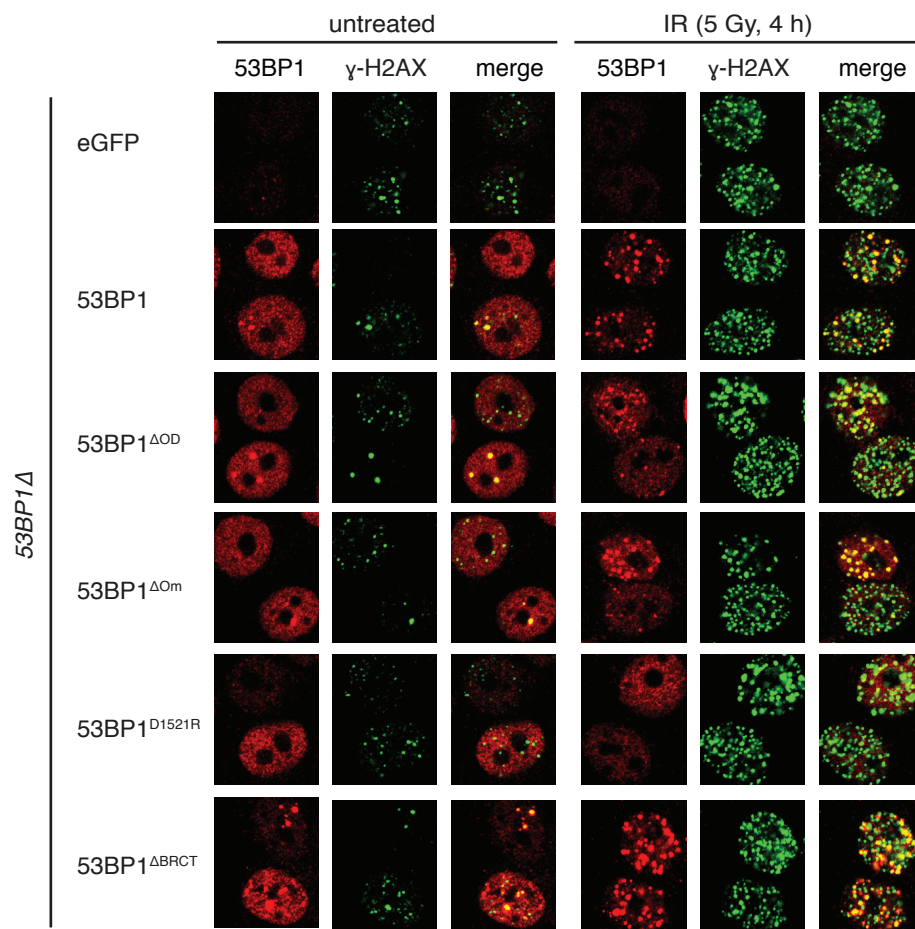 untreated IR (5 Gy, 4 h)
53BP1 γ-H2AX merge 53BP1 γ-H2AX merge
eGFP
53BP1
53BP1ΔOD
53BP1Δ
53BP1ΔOm
53BP1D1521R
53BP1ΔBRCT